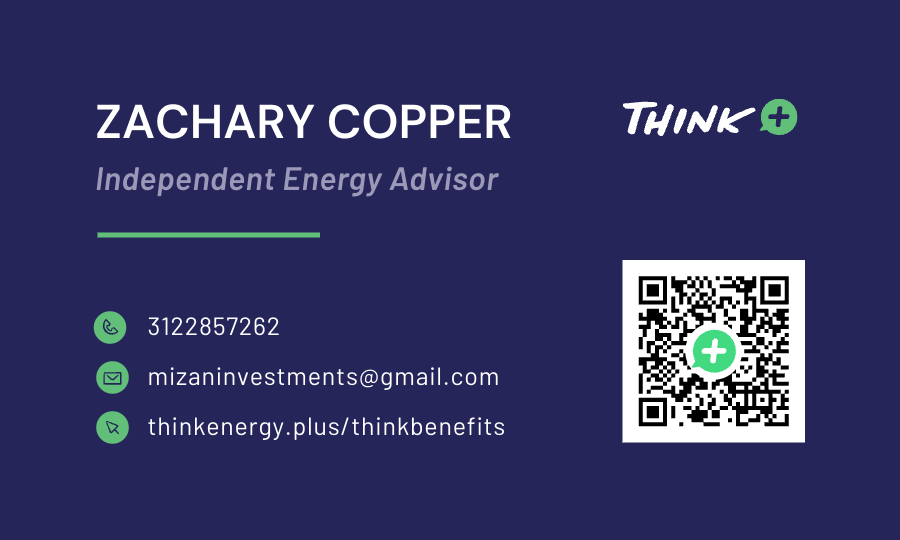 ZACHARY COPPER
Independent Energy Advisor
THINK+
3122857262
mizaninvestments@gmail.com
thinkenergy.plus/thinkbenefits